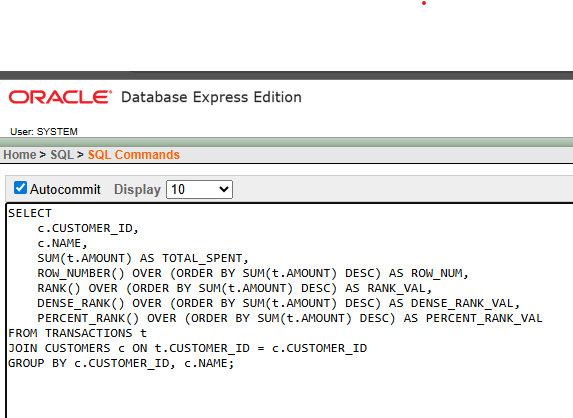 ORACLE® Database Express Edition
User: SYSTEM
Home > SQL > SQL Commands
Autocommit Display 10
SELECT
    c.CUSTOMER_ID,
    c.NAME,
    SUM(t.AMOUNT) AS TOTAL_SPENT,
    ROW_NUMBER() OVER (ORDER BY SUM(t.AMOUNT) DESC) AS ROW_NUM,
    RANK() OVER (ORDER BY SUM(t.AMOUNT) DESC) AS RANK_VAL,
    DENSE_RANK() OVER (ORDER BY SUM(t.AMOUNT) DESC) AS DENSE_RANK_VAL,
    PERCENT_RANK() OVER (ORDER BY SUM(t.AMOUNT) DESC) AS PERCENT_RANK_VAL
FROM TRANSACTIONS t
JOIN CUSTOMERS c ON t.CUSTOMER_ID = c.CUSTOMER_ID
GROUP BY c.CUSTOMER_ID, c.NAME;